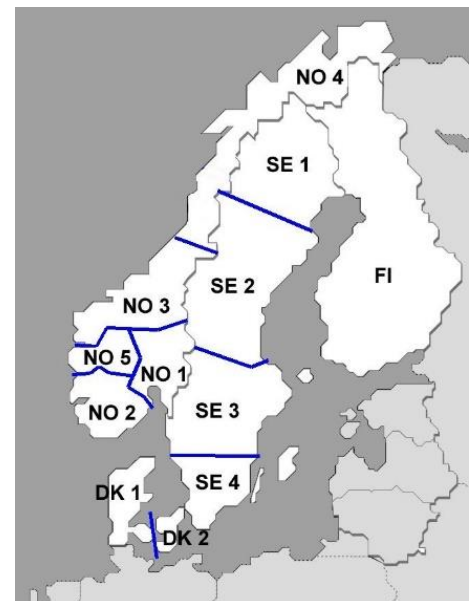 NO 4
SE 1
FI
SE 2
NO 3
NO 5
NO 1
NO 2
SE 3
SE 4
DK 1
DK 2